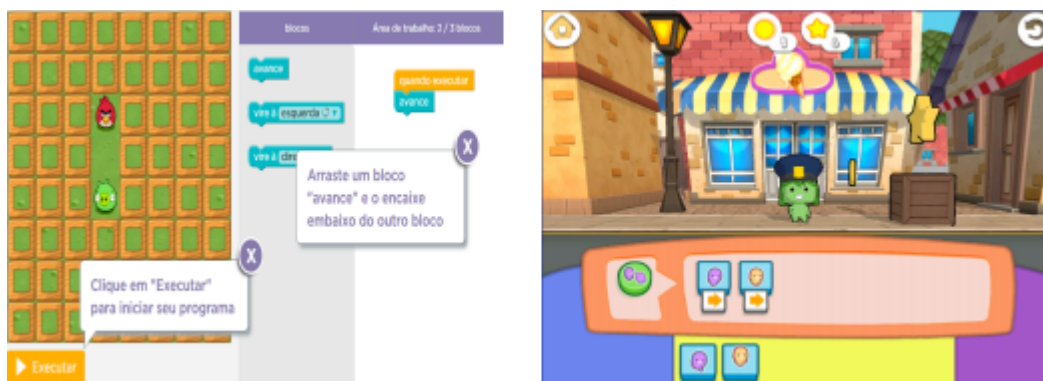 blocos
Área de trabalho: 2 / 3 blocos
avance
quando executar
avance
vire à esquerda
vire à
Arraste um bloco
"avance" e o encaixe
embaixo do outro bloco
X
X
Clique em "Executar"
para iniciar seu programa
Executar